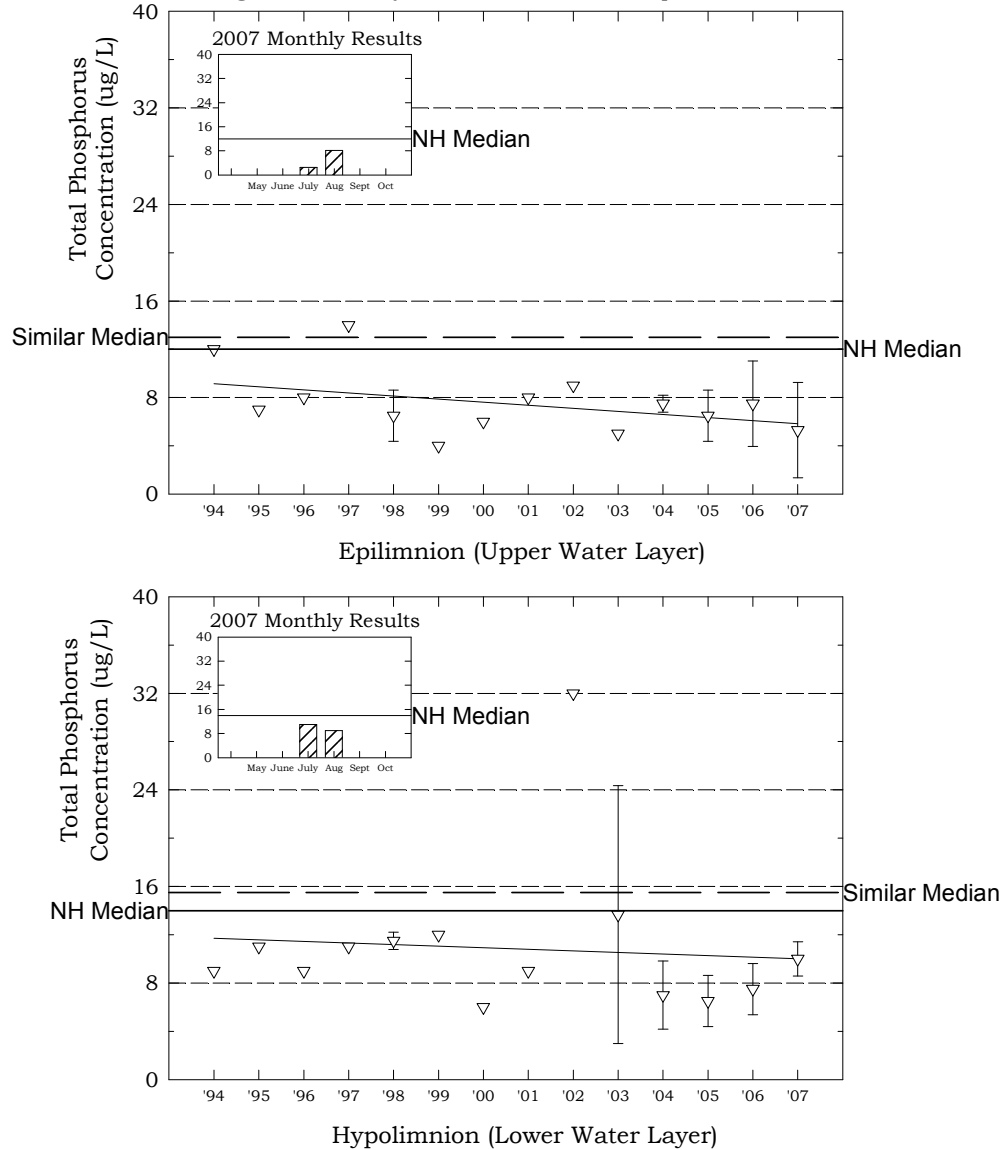 40
32
24
16
8
0
Total Phosphorus
Concentration (ug/L)
2007 Monthly Results
40
32
24
16
8
0
May June July Aug Sept Oct
NH Median
Similar Median
NH Median
'94 '95 '96 '97 '98 '99 '00 '01 '02 '03 '04 '05 '06 '07
Epilimnion (Upper Water Layer)
40
32
24
16
8
0
Total Phosphorus
Concentration (ug/L)
2007 Monthly Results
40
32
24
16
8
0
May June July Aug Sept Oct
NH Median
Similar Median
NH Median
'94 '95 '96 '97 '98 '99 '00 '01 '02 '03 '04 '05 '06 '07
Hypolimnion (Lower Water Layer)